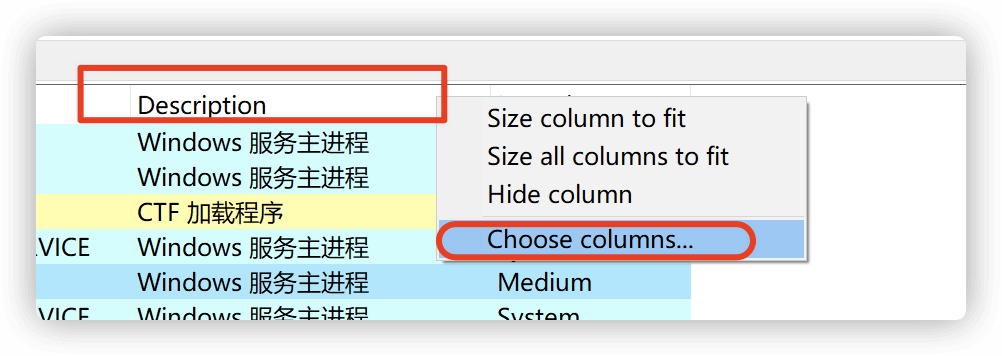 Description
Size column to fit
Windows 服务主进程
Size all columns to fit
Windows 服务主进程
Hide column
CTF 加载程序
Choose columns...
Windows 服务主进程
Windows 服务主进程
Medium
Windows 服务主进程
System